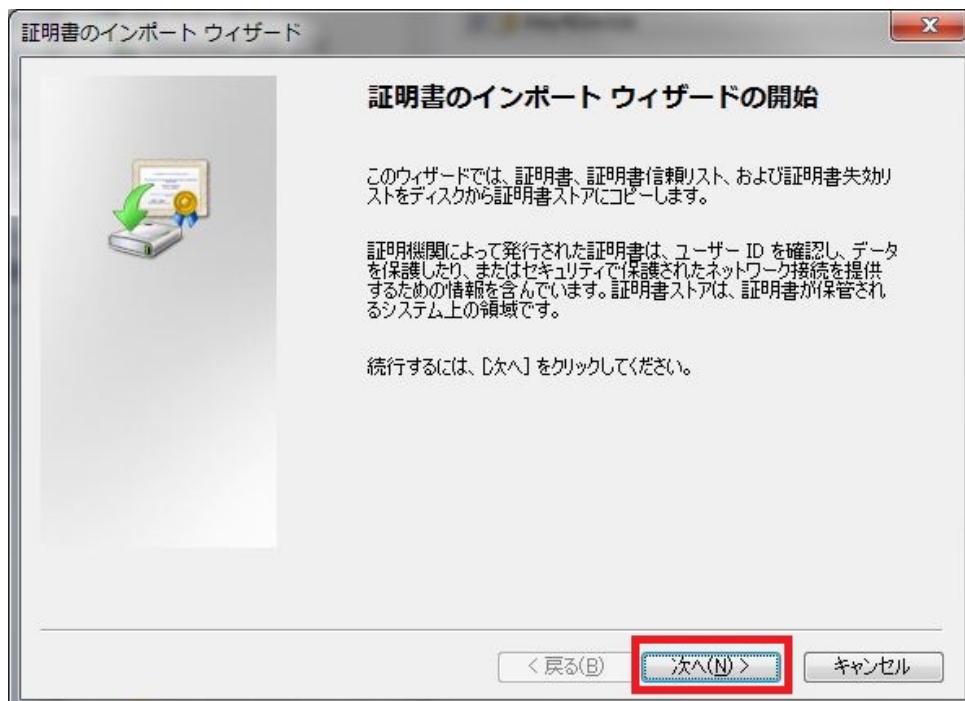 証明書のインポート ウィザード
証明書のインポート ウィザードの開始
このウィザードでは、証明書、証明書信頼リスト、および証明書失効リ
ストをディスクから証明書ストアにコピーします。
証明機関によって発行された証明書は、ユーザー ID を確認し、データ
を保護したり、またはセキュリティで保護されたネットワーク接続を提供
するための情報を含んでいます。証明書ストアは、証明書が保管され
るシステム上の領域です。
続行するには、[次へ] をクリックしてください。
< 戻る(B)
次へ(N) >
キャンセル